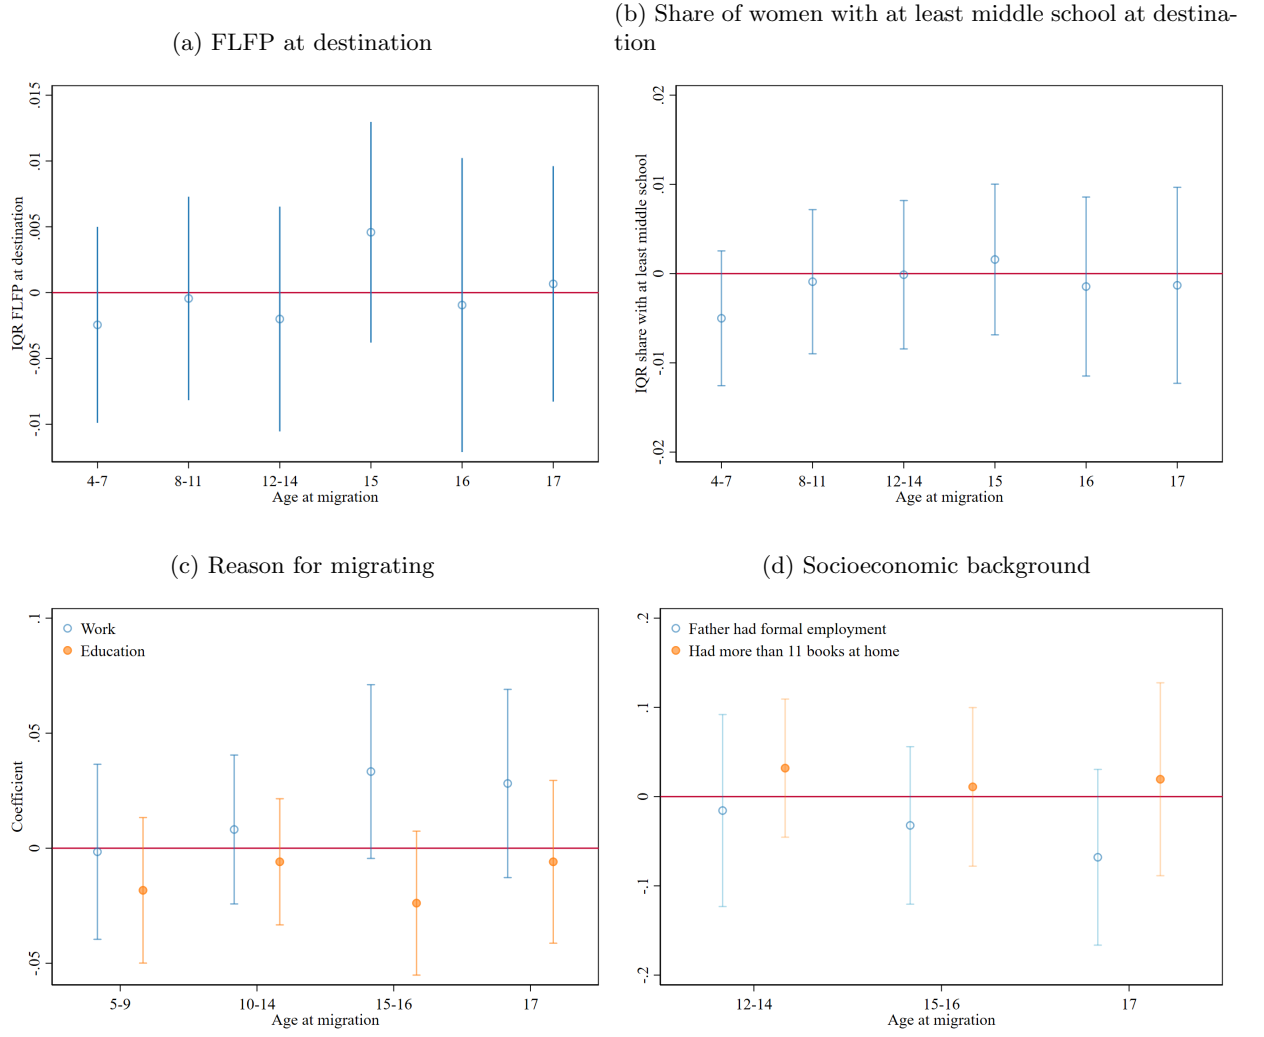 (a) FLFP at destination
IQR FLFP at destination
.015
.01
.005
0
-.005
-.01
4-7 8-11 12-14 15 16 17
Age at migration
(b) Share of women with at least middle school at destina-
tion
IQR share with at least middle school
.02
.01
0
-.01
-.02
4-7 8-11 12-14 15 16 17
Age at migration
(c) Reason for migrating
Work
Education
Coefficient
.1
.05
0
-.05
5-9 10-14 15-16 17
Age at migration
(d) Socioeconomic background
Father had formal employment
Had more than 11 books at home
.2
.1
0
-.1
-.2
12-14 15-16 17
Age at migration